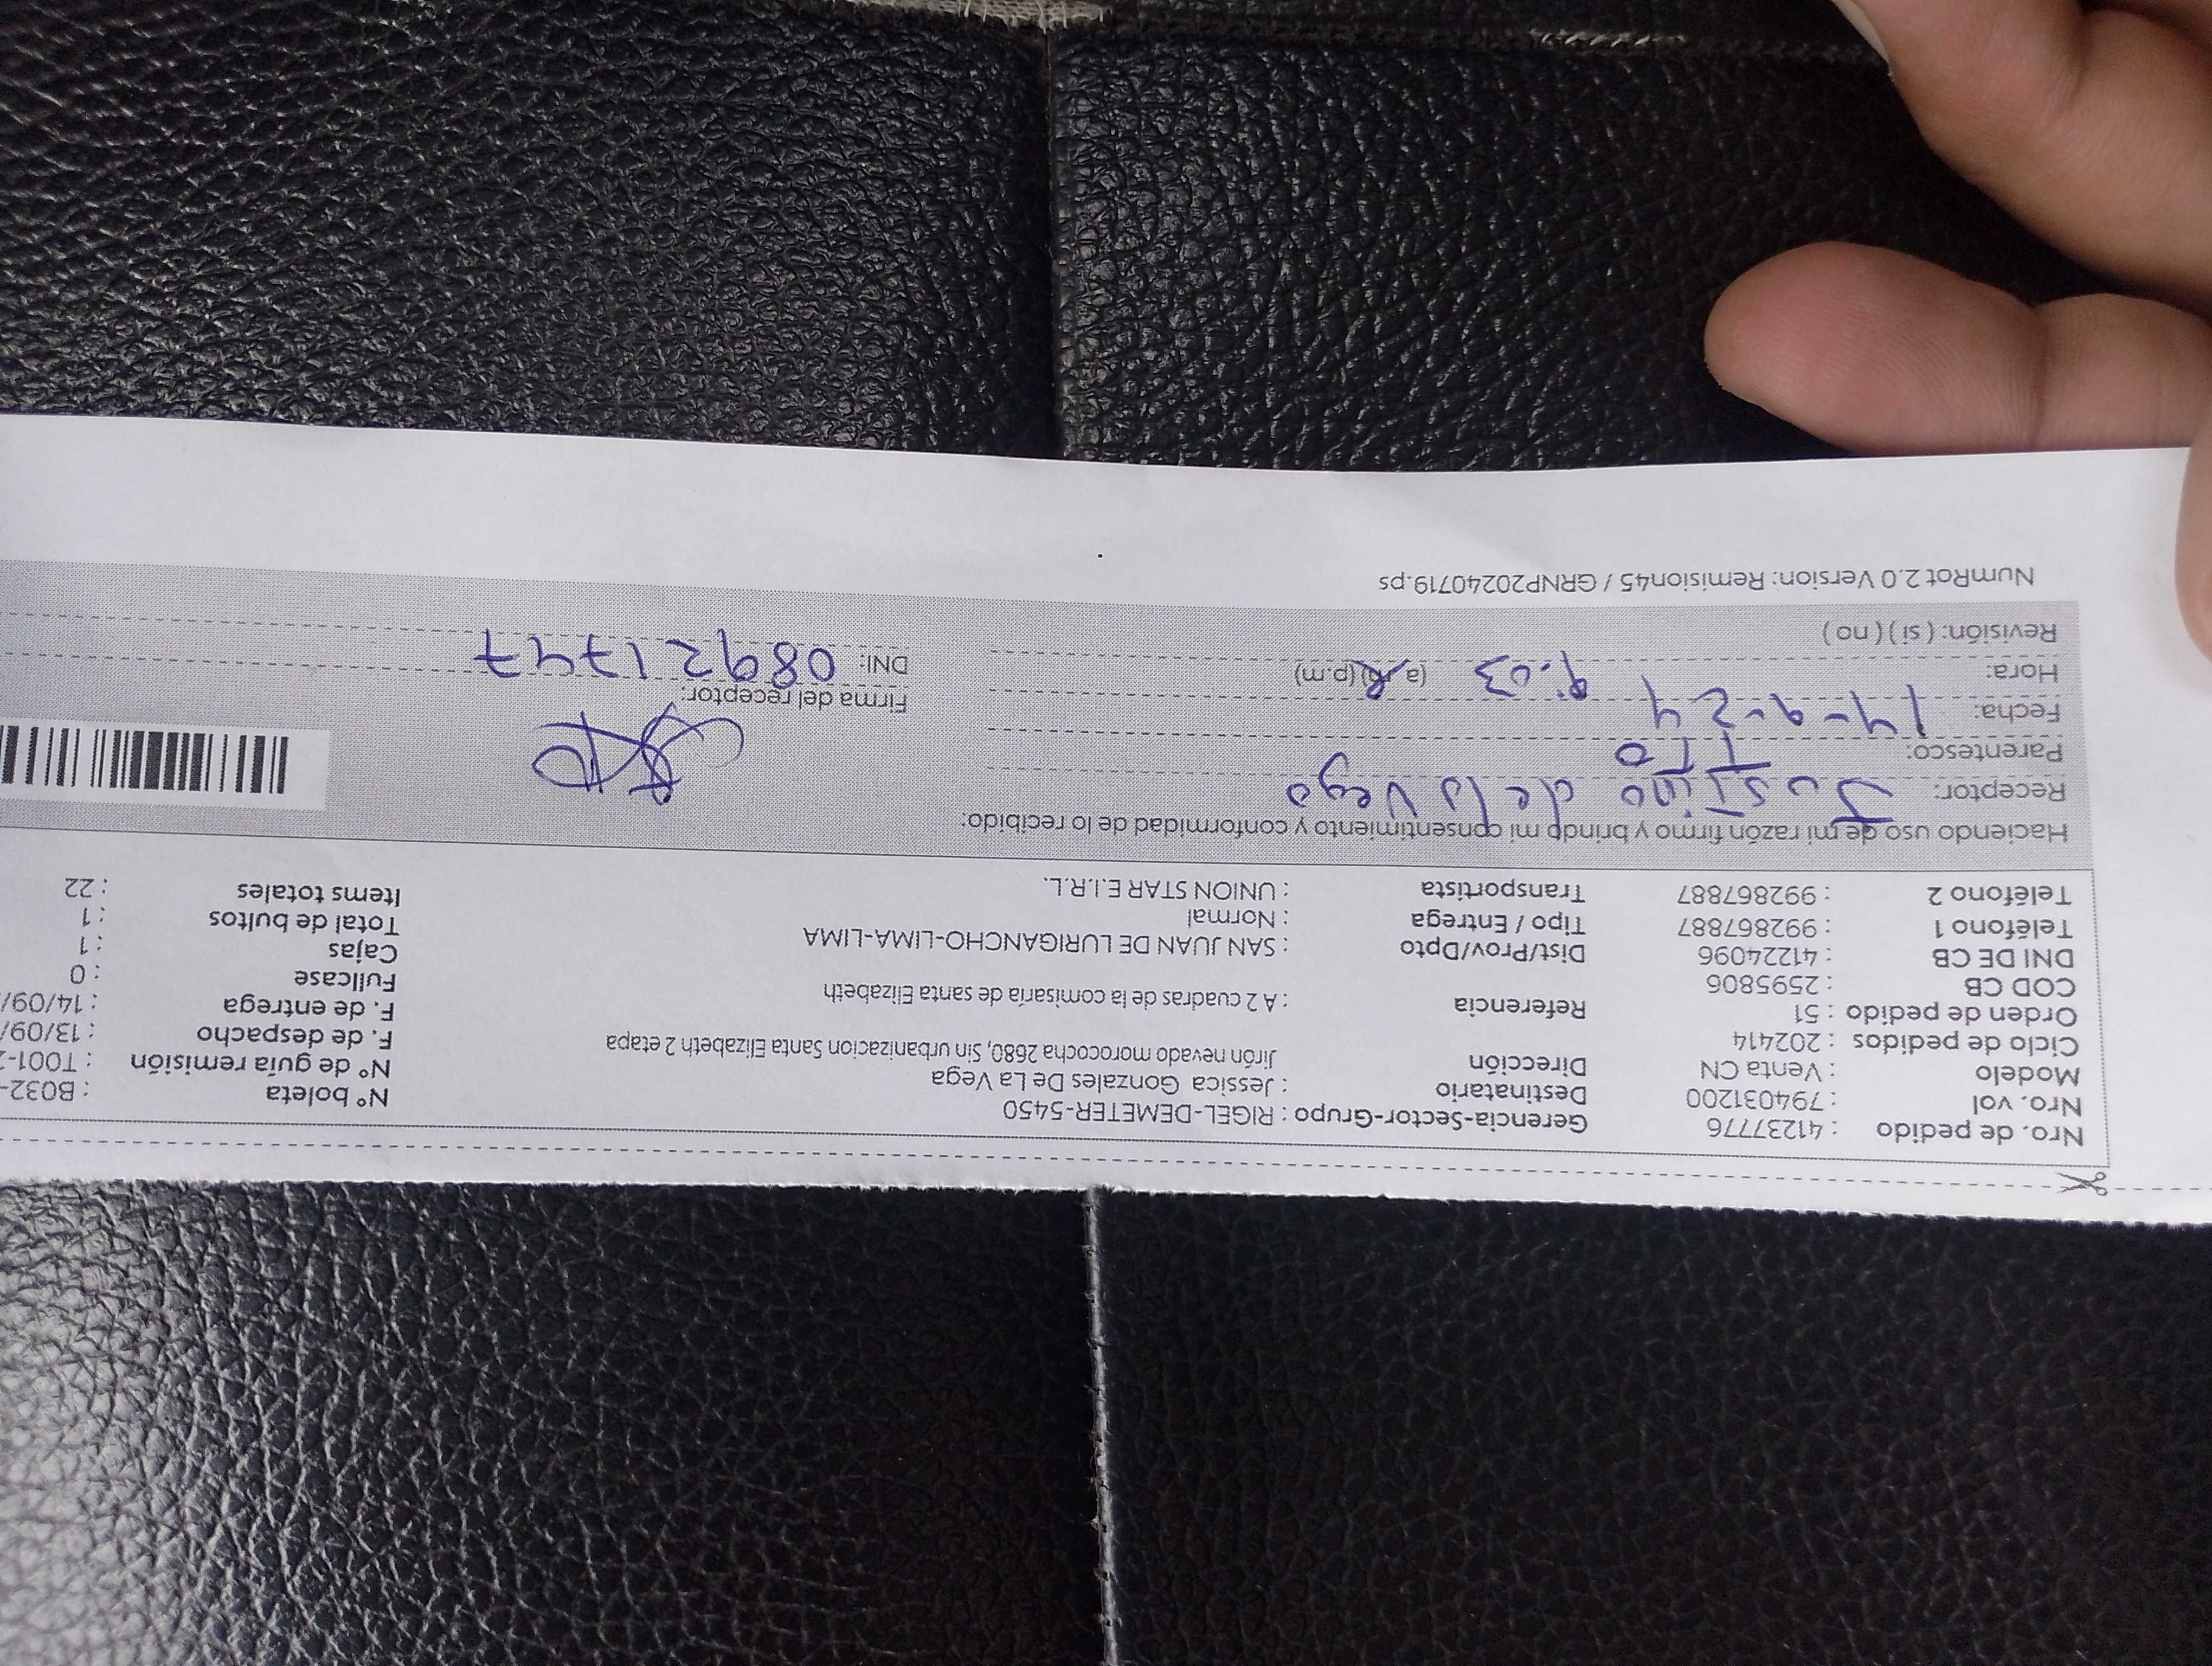 Nro. de pedido : 41237776 Gerencia-Sector-Grupo : RIGEL-DEMETER-5450 N° boleta : B032-
Nro. vol : 794031200 Destinatario : Jessica Gonzales De La Vega N° de guía remisión : T001-
Modelo : Venta CN Dirección Jirón nevado morococha 2680, Sin urbanizacion Santa Elizabeth 2 etapa F. de despacho : 13/09/
Ciclo de pedidos : 202414 F. de entrega : 14/09/
Orden de pedido : 51 Referencia : A 2 cuadras de la comisaría de santa Elizabeth Fullcase : 0
COD CB : 2595806 Cajas : 1
DNI DE CB : 41224096 Dist/Prov/Dpto : SAN JUAN DE LURIGANCHO-LIMA-LIMA Total de bultos : 1
Teléfono 1 : 992867887 Tipo / Entrega : Normal Items totales : 22
Teléfono 2 : 992867887 Transportista : UNION STAR E.I.R.L.
Haciendo uso de mi razón firmo y brindo mi consentimiento y conformidad de lo recibido:
Receptor: Justino de la Vega
Parentesco: Tío
Fecha: 14-9-24 Firma del receptor:
Hora: 9:03 (a.m)(p.m) DNI: 08921747
Revisión: ( si ) ( no )
NumRot 2.0 Version: Remision45 / GRNP20240719.ps